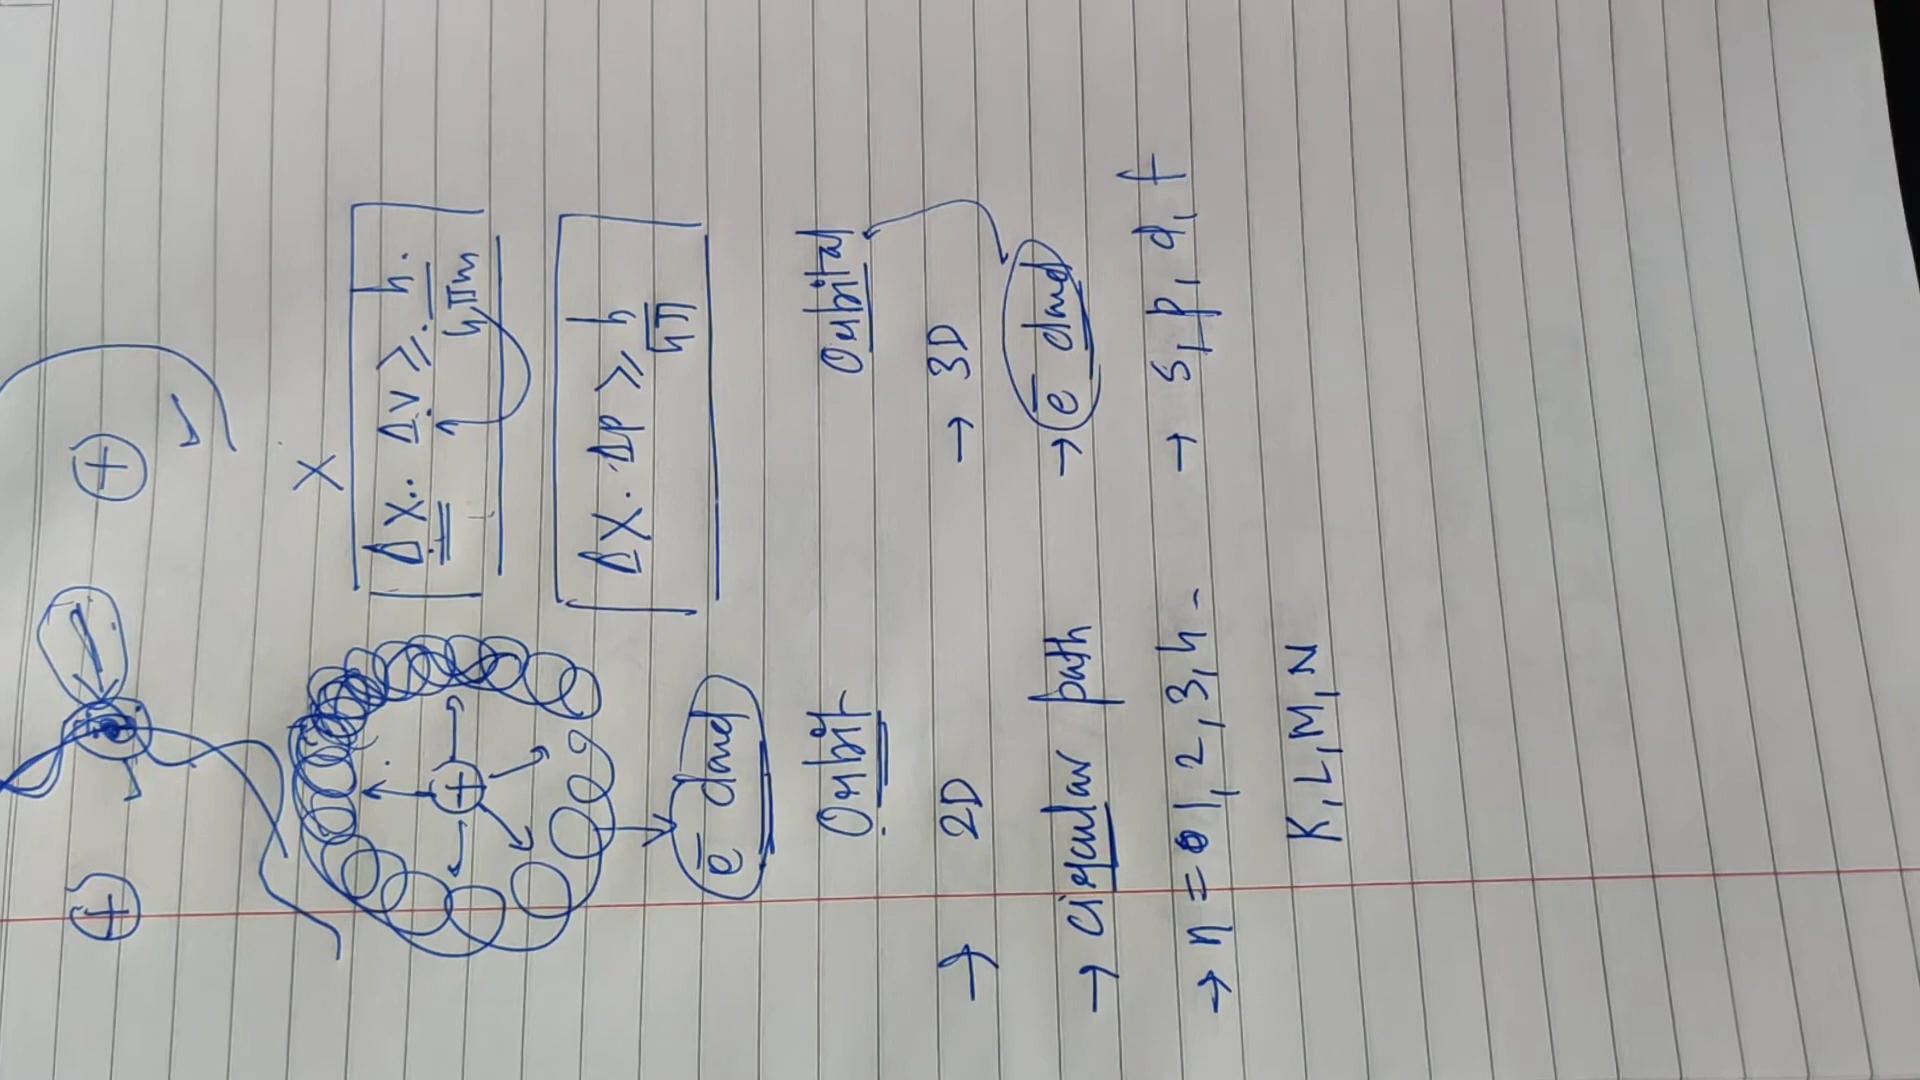 + +
X
Δx.. Δv ≥ h / 4πm
Δx . Δp ≥ h / 4π
+
e̅ cloud
Orbit Orbital
→ 2D → 3D
→ circular path → e̅ cloud
→ n = 1, 2, 3, 4 - → s, p, d, f
K, L, M, N